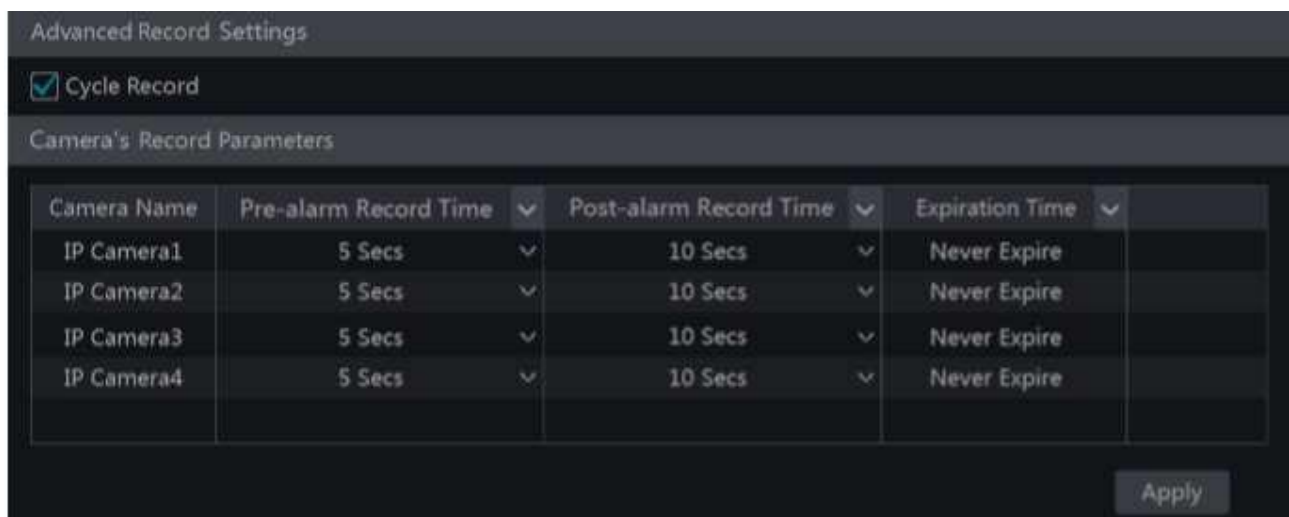 Advanced Record Settings
Cycle Record
Camera's Record Parameters
Camera Name Pre-alarm Record Time Post-alarm Record Time Expiration Time
IP Camera1 5 Secs 10 Secs Never Expire
IP Camera2 5 Secs 10 Secs Never Expire
IP Camera3 5 Secs 10 Secs Never Expire
IP Camera4 5 Secs 10 Secs Never Expire
Apply